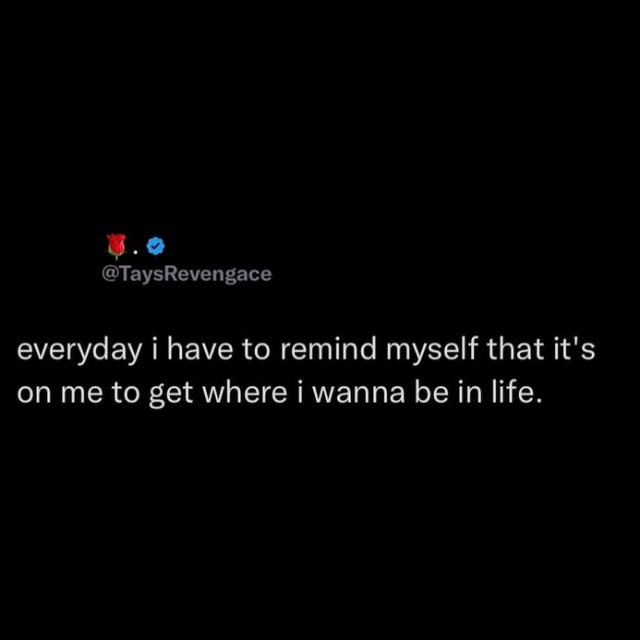 🌹.
@TaysRevengace
everyday i have to remind myself that it's
on me to get where i wanna be in life.